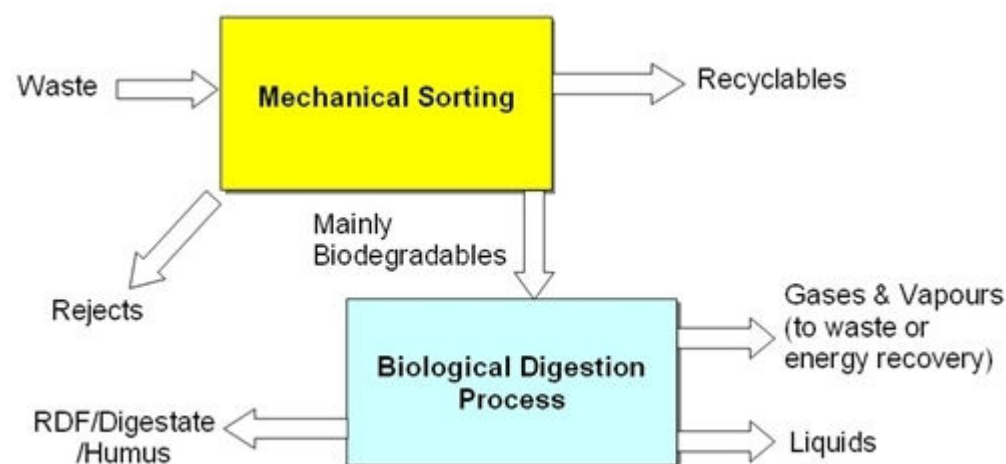 Waste
Mechanical Sorting
Recyclables
Mainly
Biodegradables
Rejects
Gases & Vapours
(to waste or
energy recovery)
Biological Digestion
Process
RDF/Digestate
/Humus
Liquids